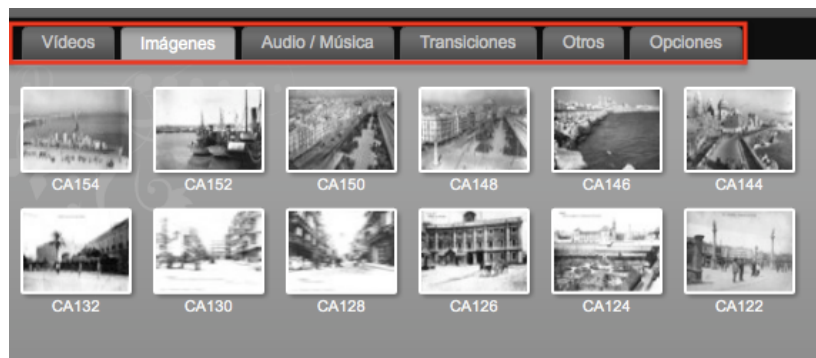 Vídeos Imágenes Audio / Música Transiciones Otros Opciones
CA154 CA152 CA150 CA148 CA146 CA144
CA132 CA130 CA128 CA126 CA124 CA122